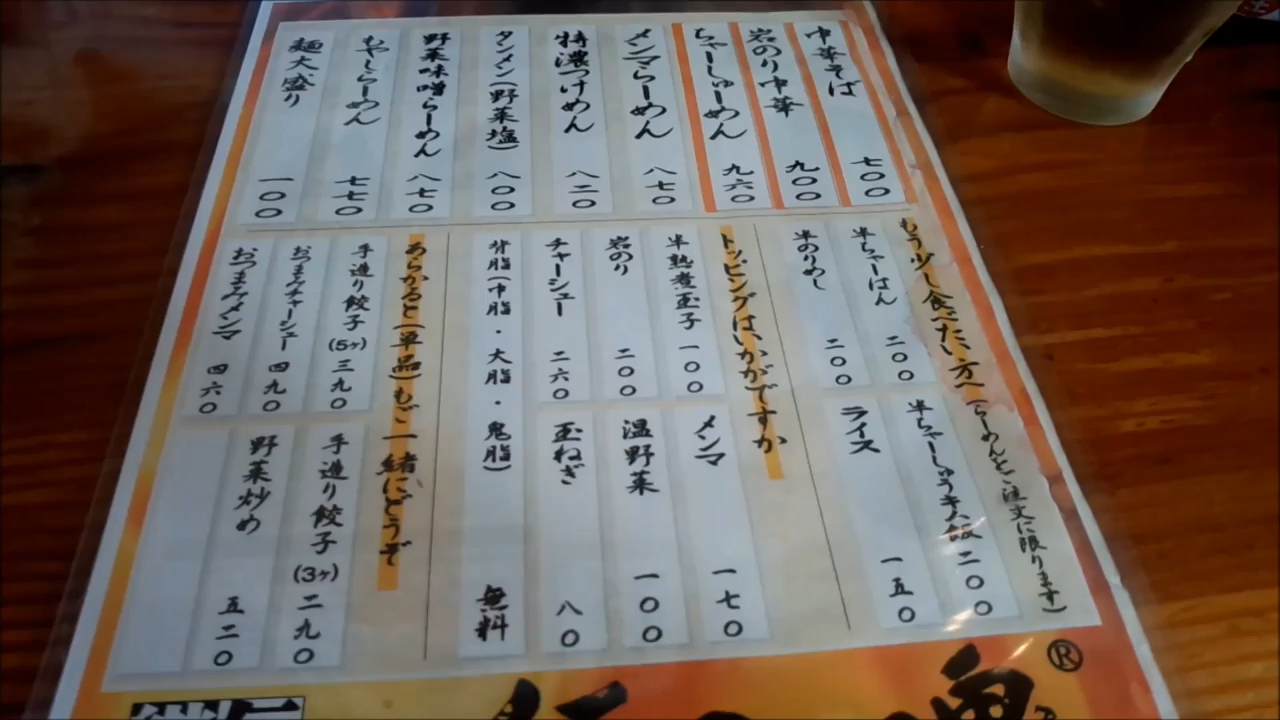 中華そば 七〇〇
岩のり中華 九〇〇
ちゃーしゅーめん 九六〇
メンマらーめん 八七〇
特濃つけめん 八二〇
タンメン(野菜塩) 八〇〇
野菜味噌らーめん 八七〇
もやしらーめん 七七〇
麺大盛り 一〇〇
もう少し食べたい方へ(らーめんをご注文に限ります)
半ちゃーはん 二〇〇
半のりめし 二〇〇
半ちゃーしゅう丰人飯 二〇〇
ライス 一五〇
トッピングはいかがですか
半熟煮玉子 一〇〇
岩のり 二〇〇
チャーシュー 二六〇
メンマ 一七〇
温野菜 一〇〇
玉ねぎ 八〇
背脂(中脂・大脂・鬼脂) 無料
あらかると(単品)もご一緒にどうぞ
手造り餃子(5ヶ) 三九〇
おつまみチャーシュー 四九〇
おつまみメンマ 四六〇
手造り餃子(3ヶ) 二九〇
野菜炒め 五二〇
®